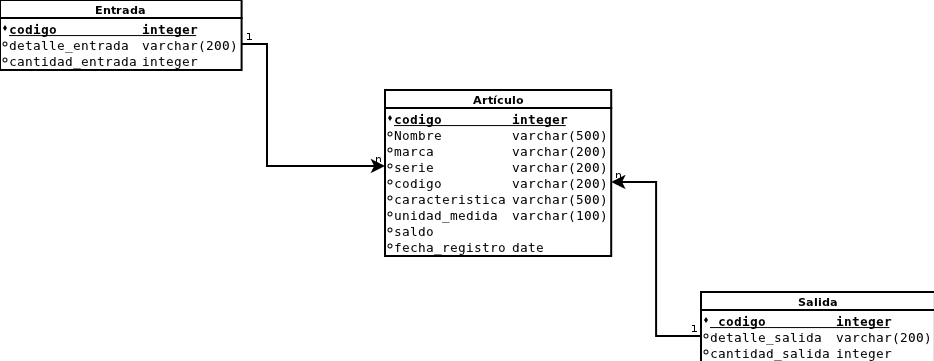 Entrada
codigo integer
detalle_entrada varchar(200)
cantidad_entrada integer
1
Artículo
codigo integer
Nombre varchar(500)
marca varchar(200)
serie varchar(200)
codigo varchar(200)
caracteristica varchar(500)
unidad_medida varchar(100)
saldo
fecha_registro date
n
n
Salida
codigo integer
detalle_salida varchar(200)
cantidad_salida integer
1